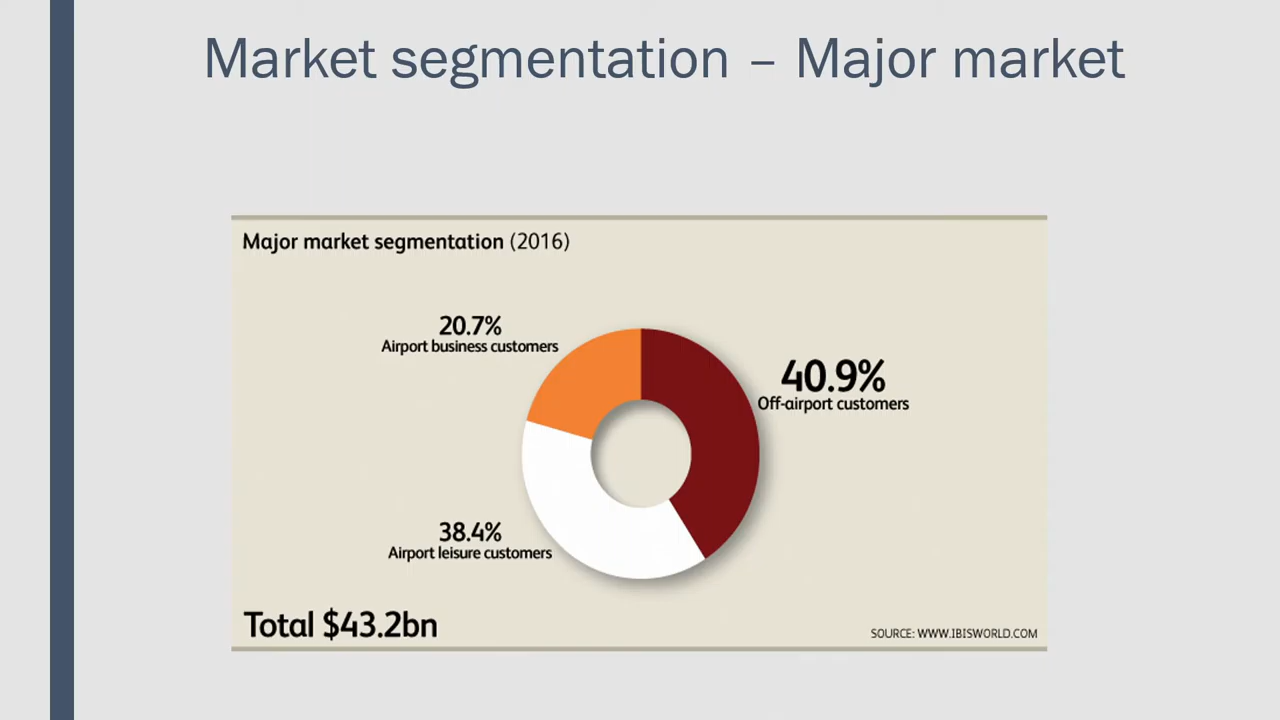 Market segmentation – Major market
Major market segmentation (2016)
20.7%
Airport business customers
40.9%
Off-airport customers
38.4%
Airport leisure customers
Total $43.2bn
SOURCE: WWW.IBISWORLD.COM